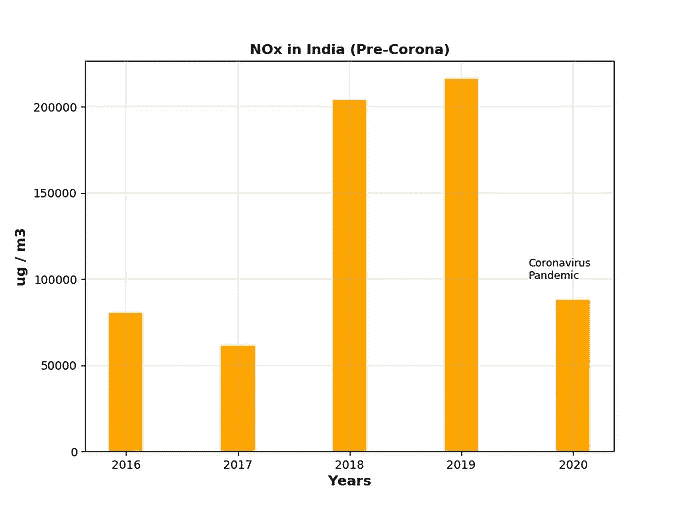 NOx in India (Pre-Corona)
200000
150000
100000
50000
0
ug / m3
Coronavirus
Pandemic
2016 2017 2018 2019 2020
Years